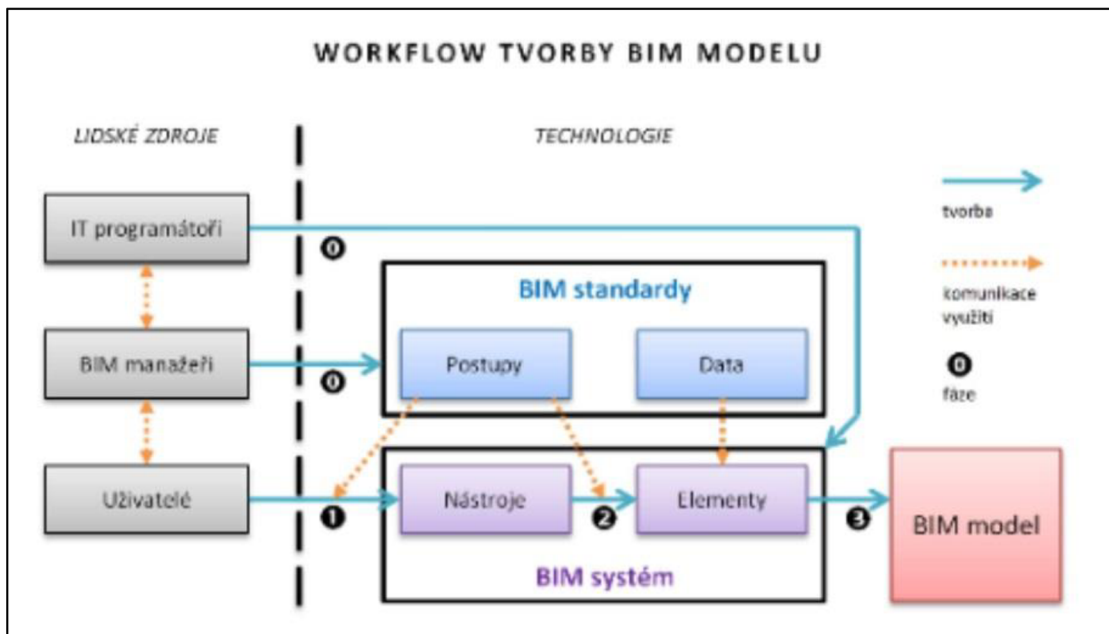 WORKFLOW TVORBY BIM MODELU
LIDSKÉ ZDROJE
TECHNOLOGIE
IT programátoři
0
tvorba
BIM standardy
komunikace
využití
BIM manažeři
0
Postupy
Data
0
fáze
Uživatelé
1
Nástroje
2
Elementy
3
BIM model
BIM systém